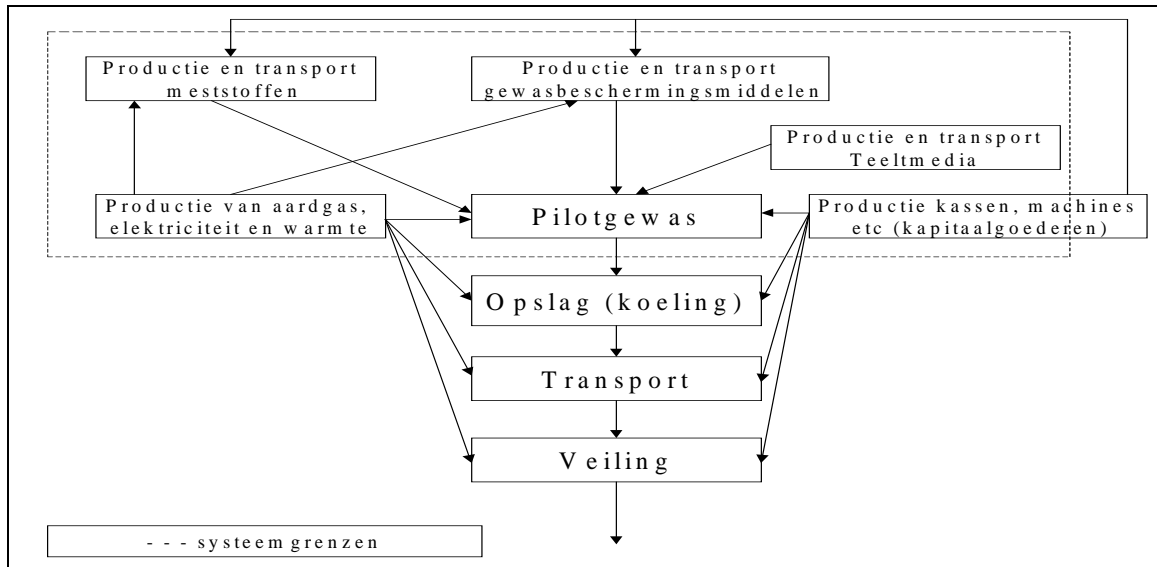 Productie en transport
meststoffen
Productie en transport
gewasbeschermingsmiddelen
Productie en transport
Teeltmedia
Productie van aardgas,
elektriciteit en warmte
Pilotgewas
Productie kassen, machines
etc (kapitaalgoederen)
Opslag (koeling)
Transport
Veiling
--- systeemgrenzen